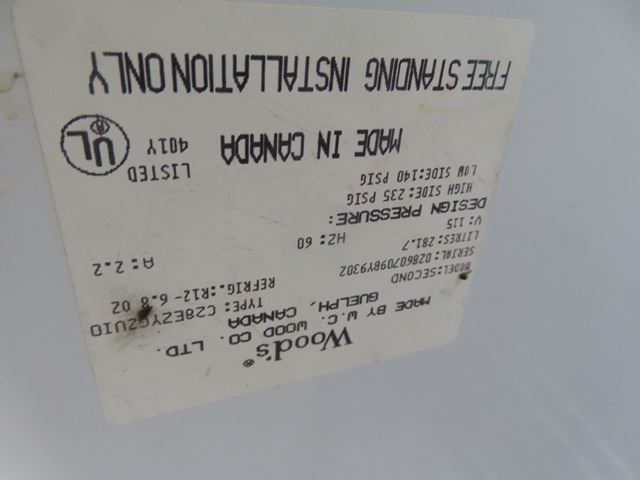 Wood's®
MADE BY W.C. WOOD CO. LTD.
GUELPH, CANADA
MODEL:SECOND TYPE: C28EZYGZU10
SERIAL: 028607098Y9302 REFRIG.:R12- 6.8 OZ
LITRES:281.7
V: 115 HZ: 60 A: 2.2
DESIGN PRESSURE:
HIGH SIDE: 235 PSIG
LOW SIDE:140 PSIG
UL
LISTED
401Y
MADE IN CANADA
FREE STANDING INSTALLATION ONLY